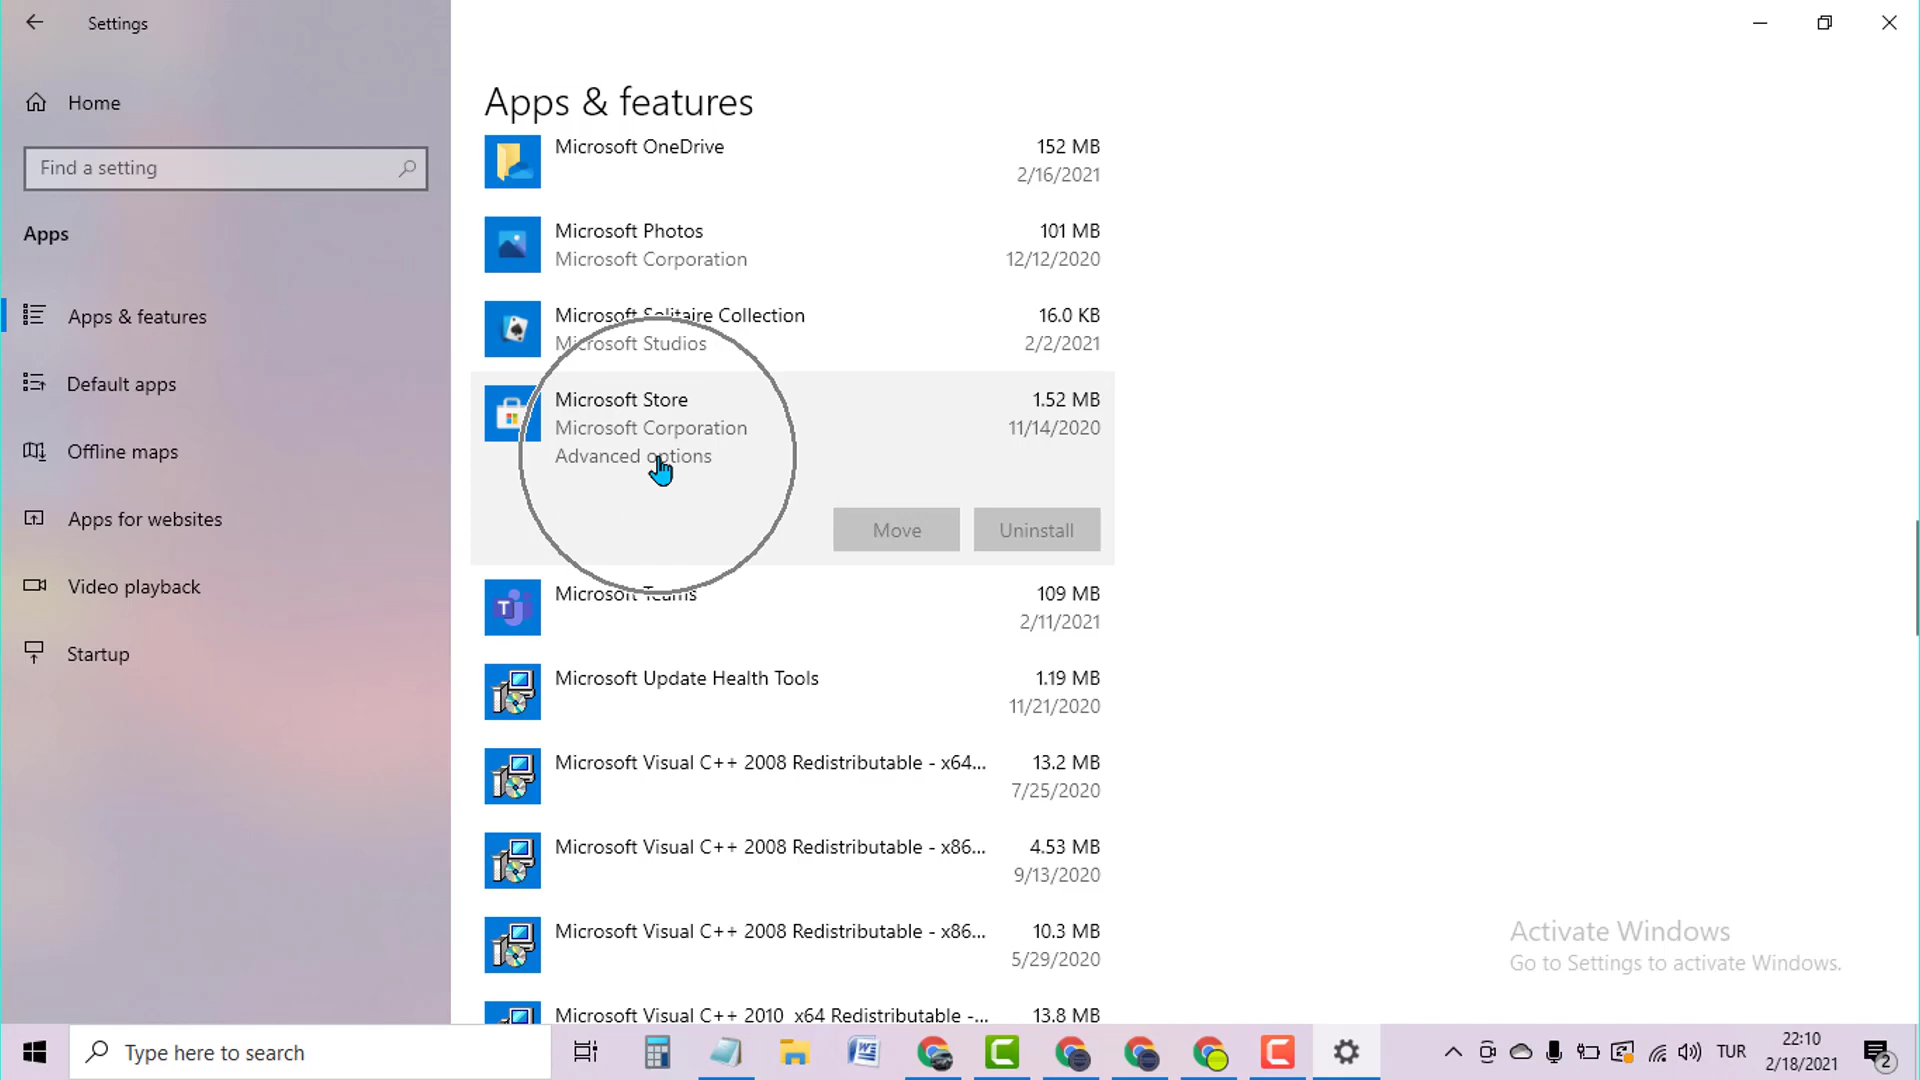 Settings
Home
Find a setting
Apps
Apps & features
Default apps
Offline maps
Apps for websites
Video playback
Startup
Apps & features
Microsoft OneDrive 152 MB
2/16/2021
Microsoft Photos 101 MB
Microsoft Corporation 12/12/2020
Microsoft Solitaire Collection 16.0 KB
Microsoft Studios 2/2/2021
Microsoft Store 1.52 MB
Microsoft Corporation 11/14/2020
Advanced options
Move Uninstall
Microsoft Teams 109 MB
2/11/2021
Microsoft Update Health Tools 1.19 MB
11/21/2020
Microsoft Visual C++ 2008 Redistributable - x64... 13.2 MB
7/25/2020
Microsoft Visual C++ 2008 Redistributable - x86... 4.53 MB
9/13/2020
Microsoft Visual C++ 2008 Redistributable - x86... 10.3 MB
5/29/2020
Microsoft Visual C++ 2010 x64 Redistributable -... 13.8 MB
Activate Windows
Go to Settings to activate Windows.
Type here to search
TUR
22:10
2/18/2021
2